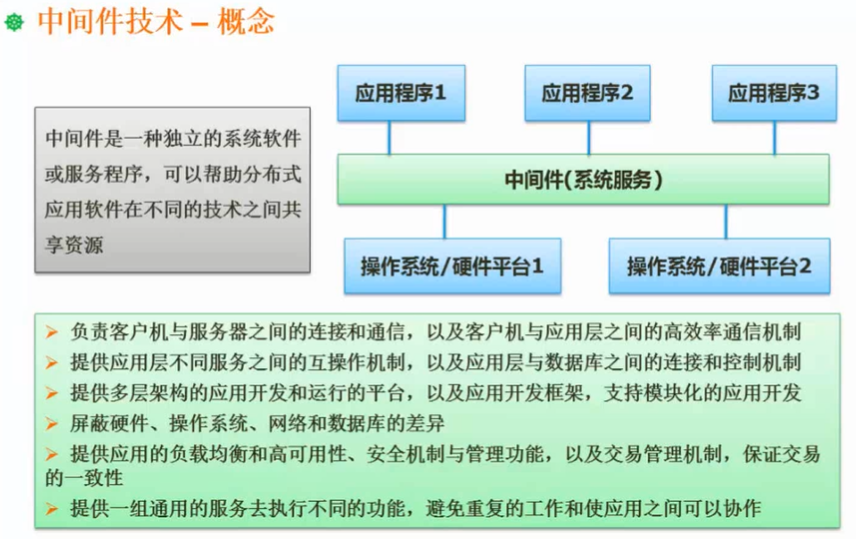 中间件技术 – 概念
应用程序1
应用程序2
应用程序3
中间件是一种独立的系统软件
或服务程序，可以帮助分布式
应用软件在不同的技术之间共
享资源
中间件(系统服务)
操作系统/硬件平台1
操作系统/硬件平台2
负责客户机与服务器之间的连接和通信，以及客户机与应用层之间的高效率通信机制
提供应用层不同服务之间的互操作机制，以及应用层与数据库之间的连接和控制机制
提供多层架构的应用开发和运行的平台，以及应用开发框架，支持模块化的应用开发
屏蔽硬件、操作系统、网络和数据库的差异
提供应用的负载均衡和高可用性、安全机制与管理功能，以及交易管理机制，保证交易
的一致性
提供一组通用的服务去执行不同的功能，避免重复的工作和使应用之间可以协作